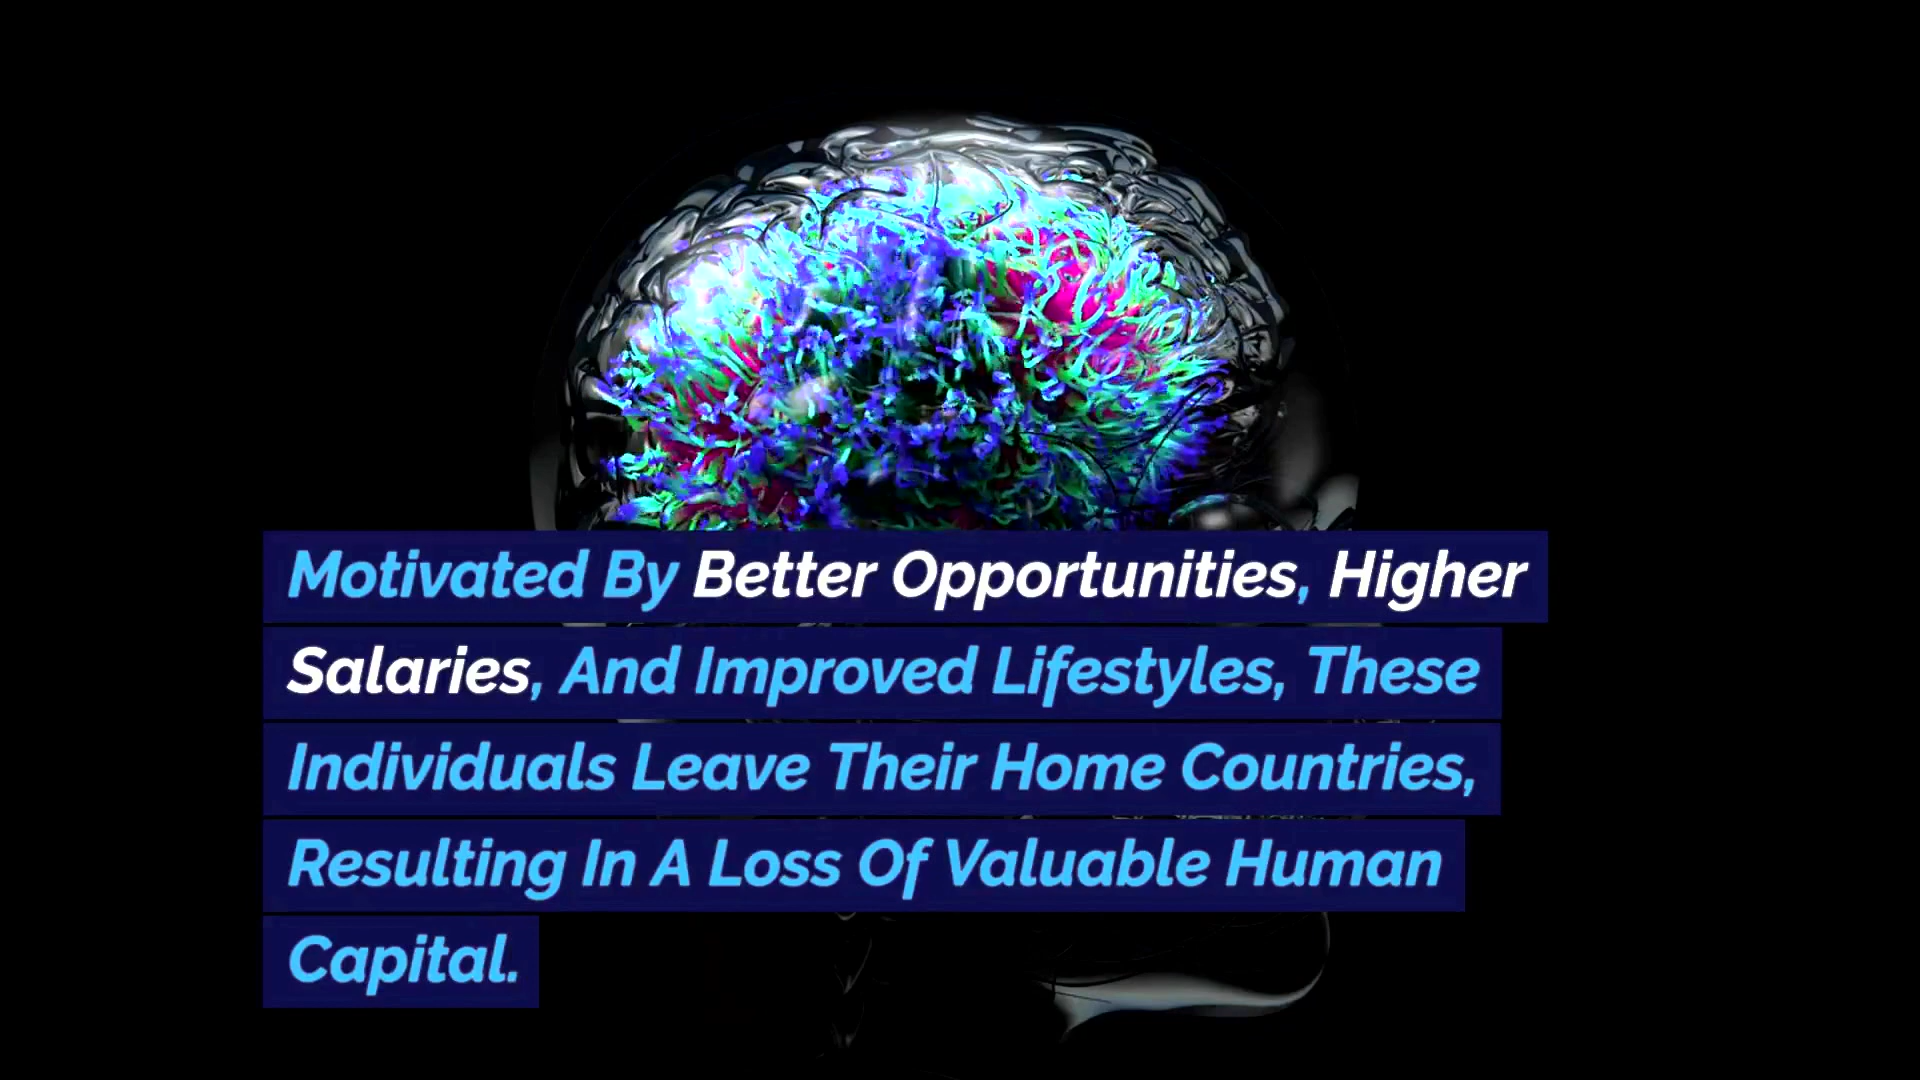 Motivated By Better Opportunities, Higher
Salaries, And Improved Lifestyles, These
Individuals Leave Their Home Countries,
Resulting In A Loss Of Valuable Human
Capital.